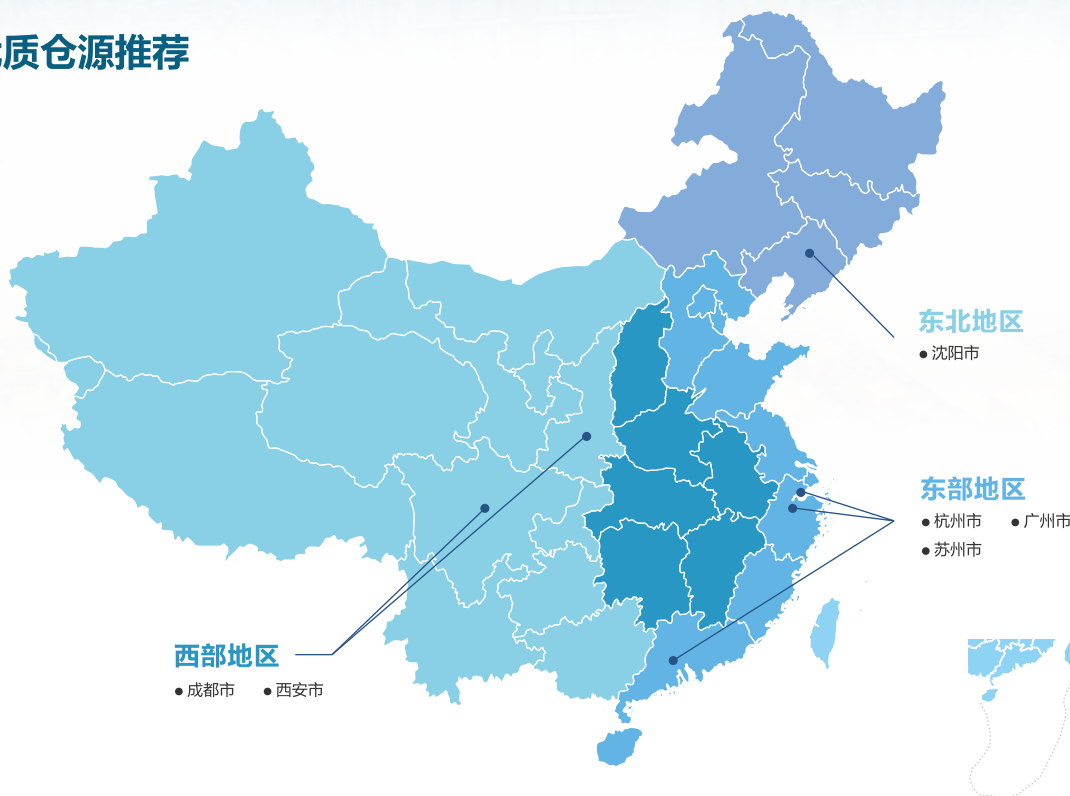 质仓源推荐
东北地区
● 沈阳市
东部地区
● 杭州市 ● 广州市
● 苏州市
西部地区
● 成都市 ● 西安市